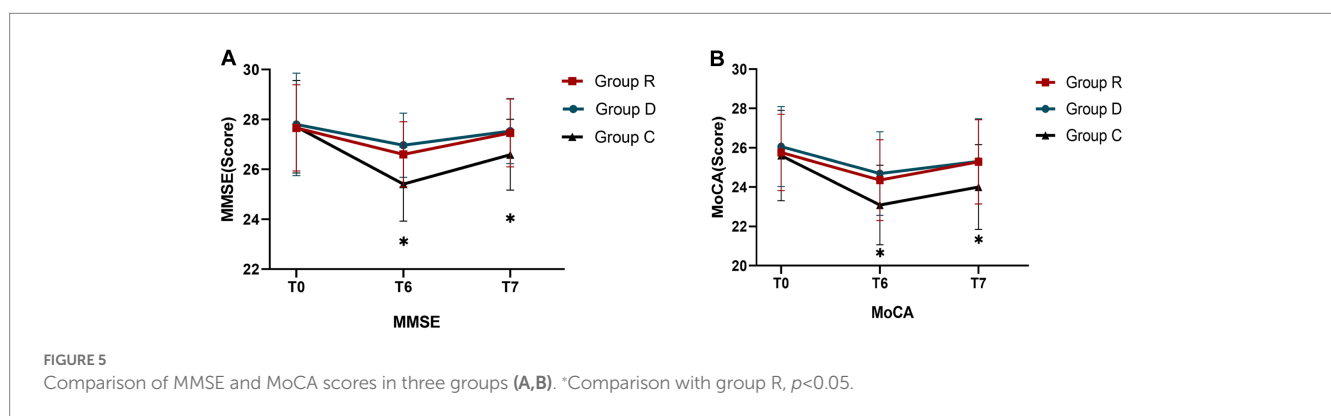 A
MMSE(Score)
30
28
26
24
22
T0
T6
T7
*
*
MMSE
Group R
Group D
Group C
B
MoCA(Score)
30
28
26
24
22
20
T0
T6
T7
*
*
MoCA
Group R
Group D
Group C
FIGURE 5
Comparison of MMSE and MoCA scores in three groups (A,B). *Comparison with group R, p<0.05.